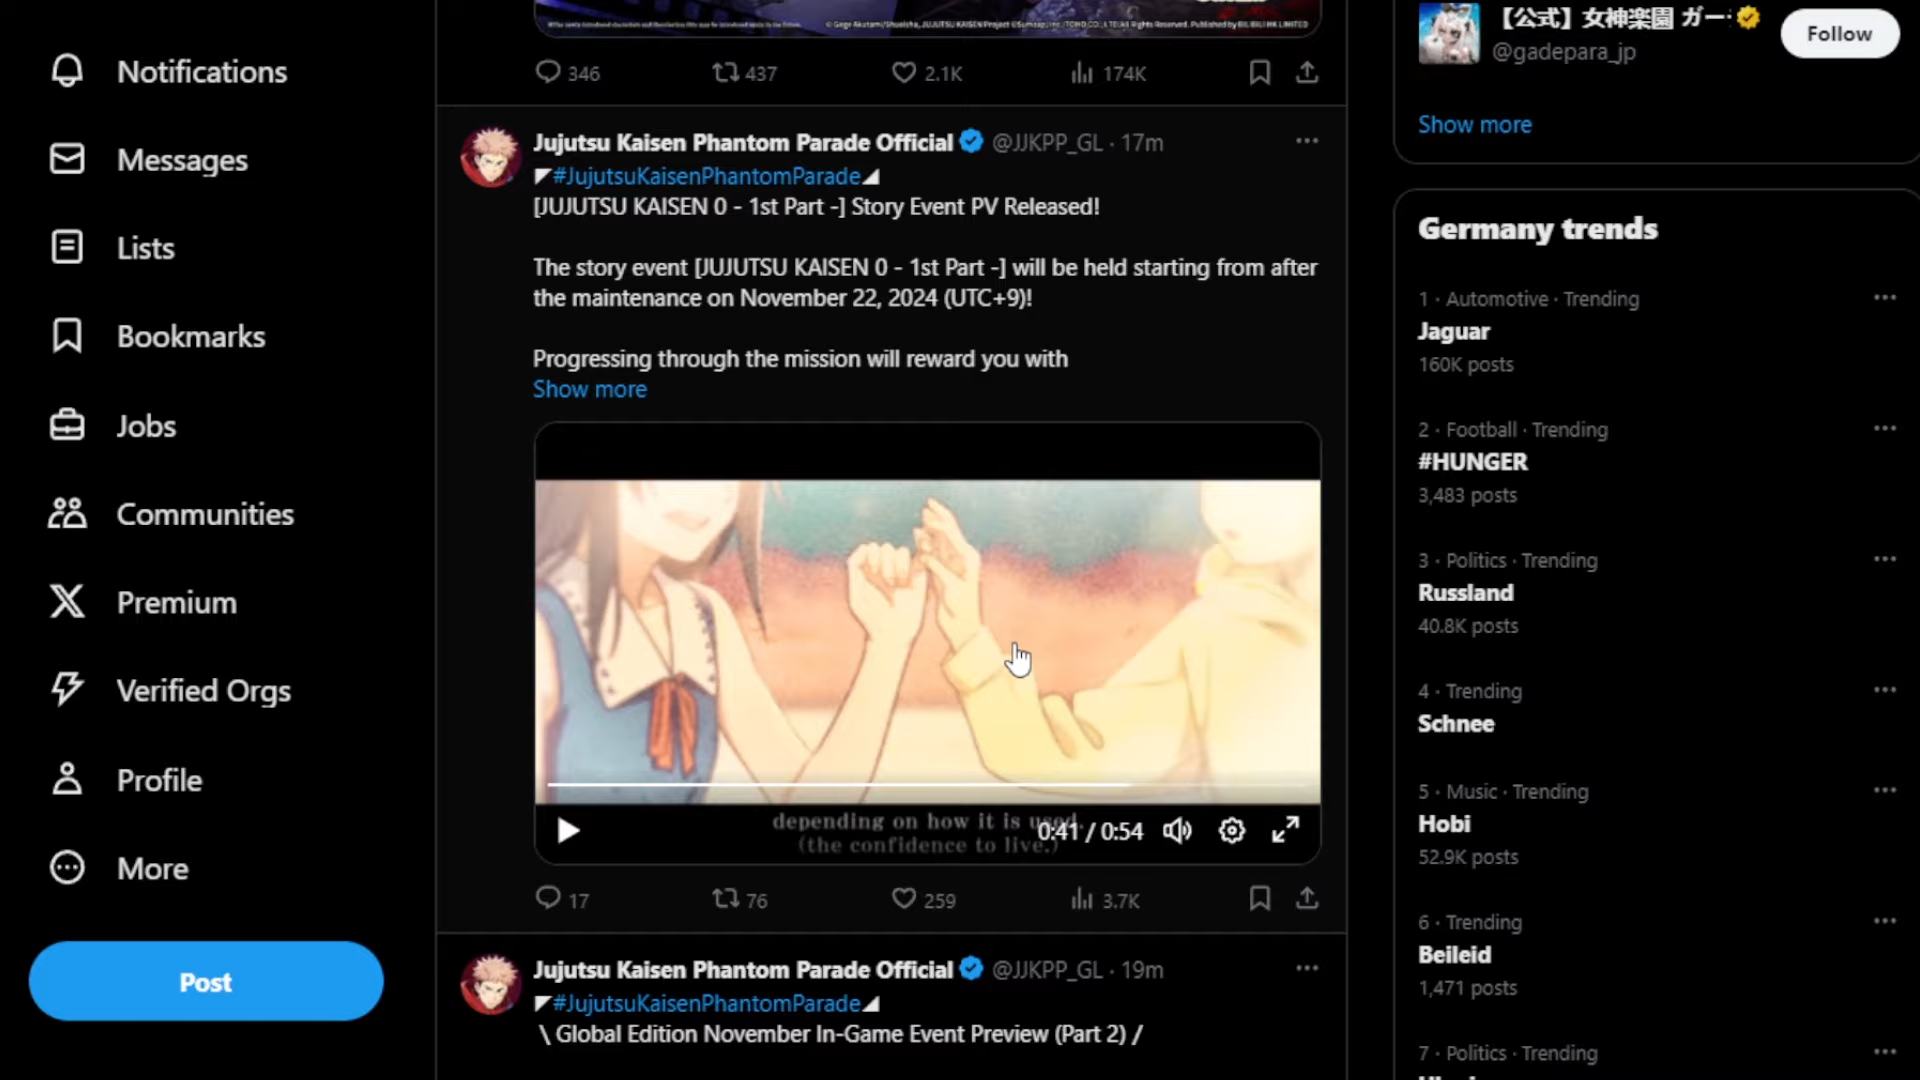 Notifications
Messages
Lists
Bookmarks
Jobs
Communities
Premium
Verified Orgs
Profile
More
Post
346 437 2.1K 174K
Jujutsu Kaisen Phantom Parade Official @JJKPP_GL · 17m
◤#JujutsuKaisenPhantomParade◢
[JUJUTSU KAISEN 0 - 1st Part -] Story Event PV Released!
The story event [JUJUTSU KAISEN 0 - 1st Part -] will be held starting from after
the maintenance on November 22, 2024 (UTC+9)!
Progressing through the mission will reward you with
Show more
depending on how it is used.
(the confidence to live.)
0:41 / 0:54
17 76 259 3.7K
Jujutsu Kaisen Phantom Parade Official @JJKPP_GL · 19m
◤#JujutsuKaisenPhantomParade◢
\ Global Edition November In-Game Event Preview (Part 2) /
【公式】女神楽園 ガー
@gadepara_jp
Follow
Show more
Germany trends
1 · Automotive · Trending
Jaguar
160K posts
2 · Football · Trending
#HUNGER
3,483 posts
3 · Politics · Trending
Russland
40.8K posts
4 · Trending
Schnee
5 · Music · Trending
Hobi
52.9K posts
6 · Trending
Beileid
1,471 posts
7 · Politics · Trending